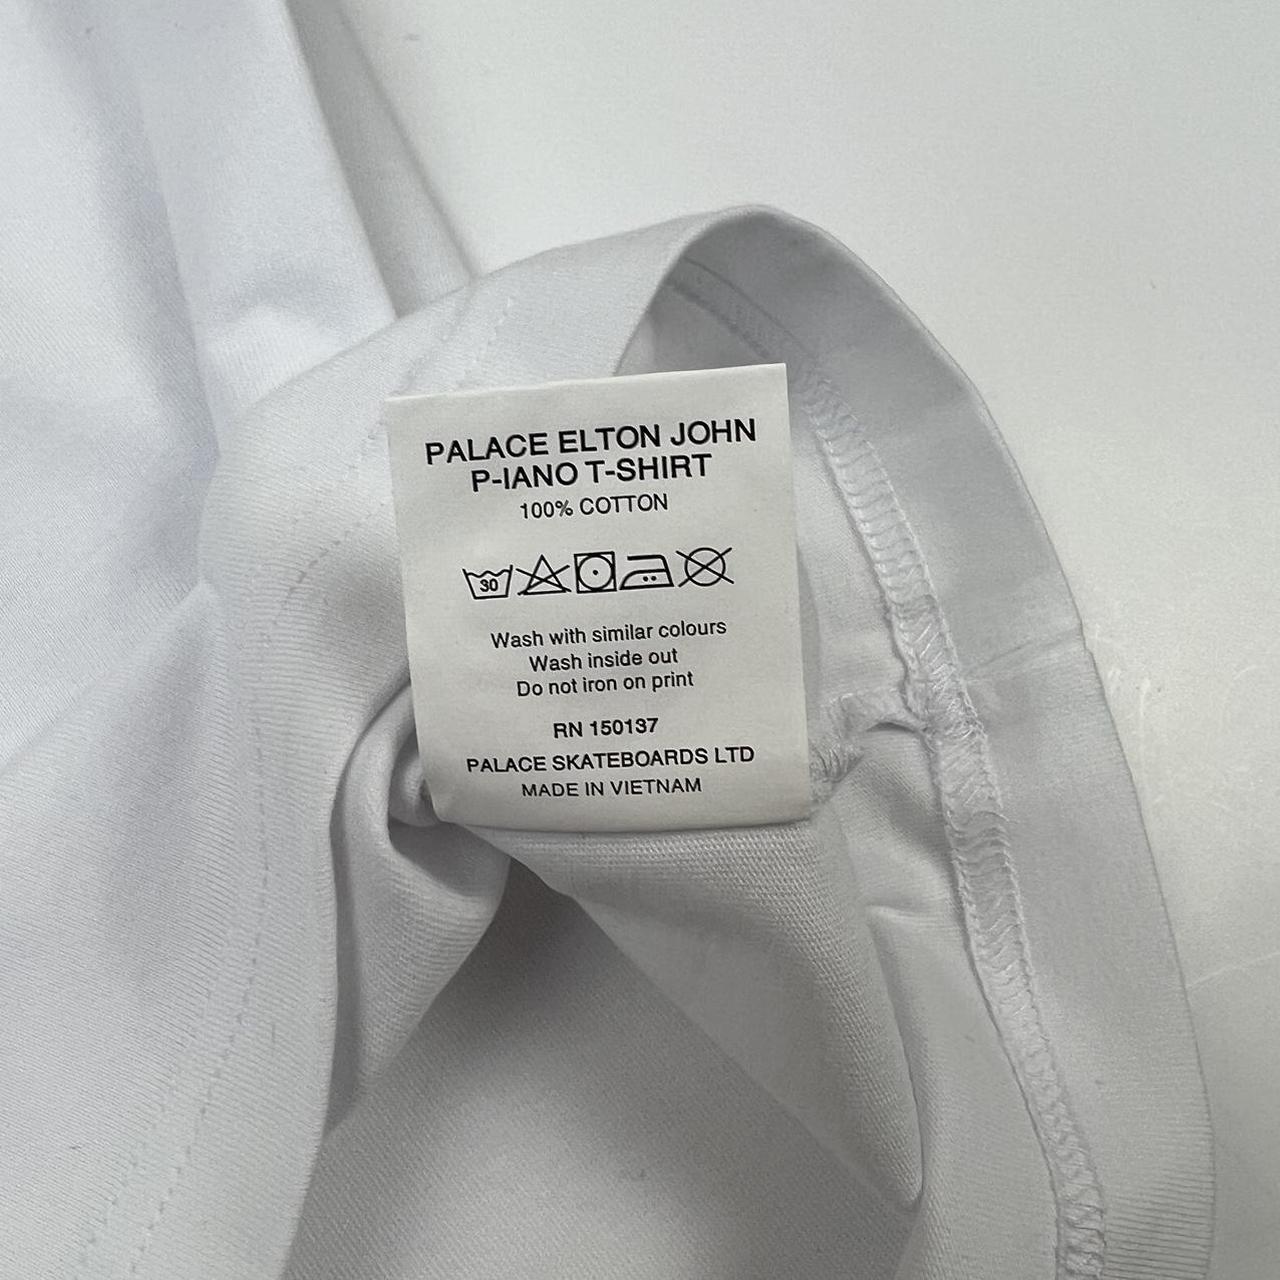 PALACE ELTON JOHN
P-IANO T-SHIRT
100% COTTON
30
Wash with similar colours
Wash inside out
Do not iron on print
RN 150137
PALACE SKATEBOARDS LTD
MADE IN VIETNAM